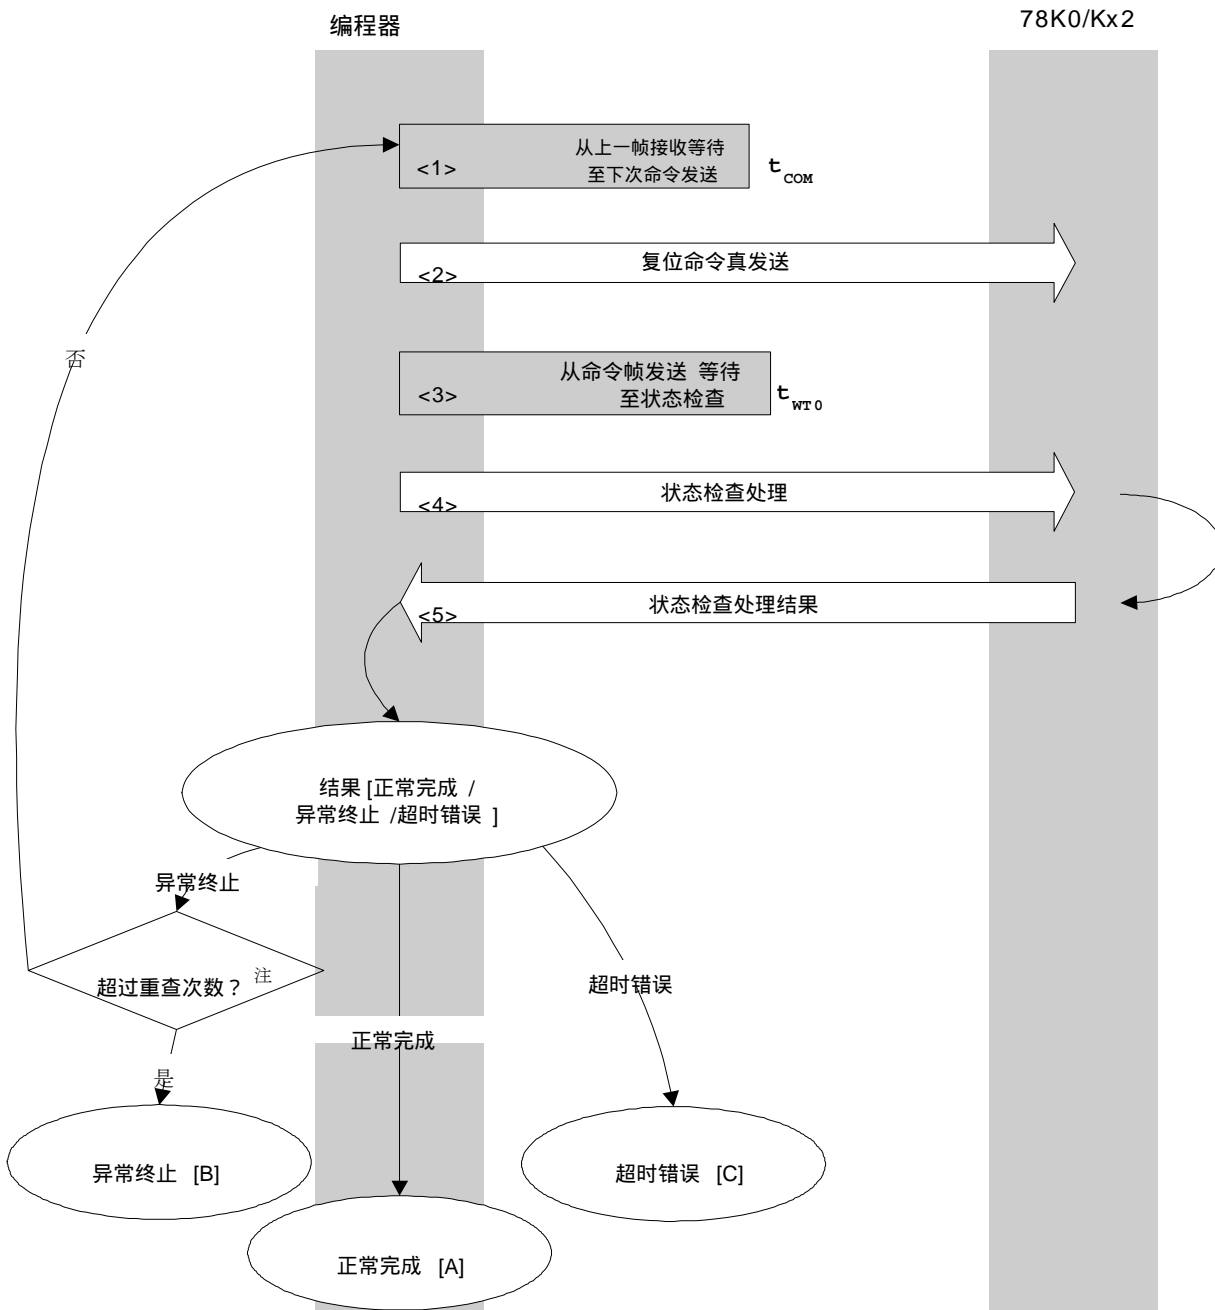 编程器
78K0/Kx2
<1>
从上一帧接收等待
至下次命令发送
tCOM
<2>
复位命令真发送
否
<3>
从命令帧发送 等待
至状态检查
tWT0
<4>
状态检查处理
<5>
状态检查处理结果
结果 [正常完成 /
异常终止 /超时错误 ]
异常终止
超过重查次数？ 注
超时错误
正常完成
是
异常终止 [B]
超时错误 [C]
正常完成 [A]